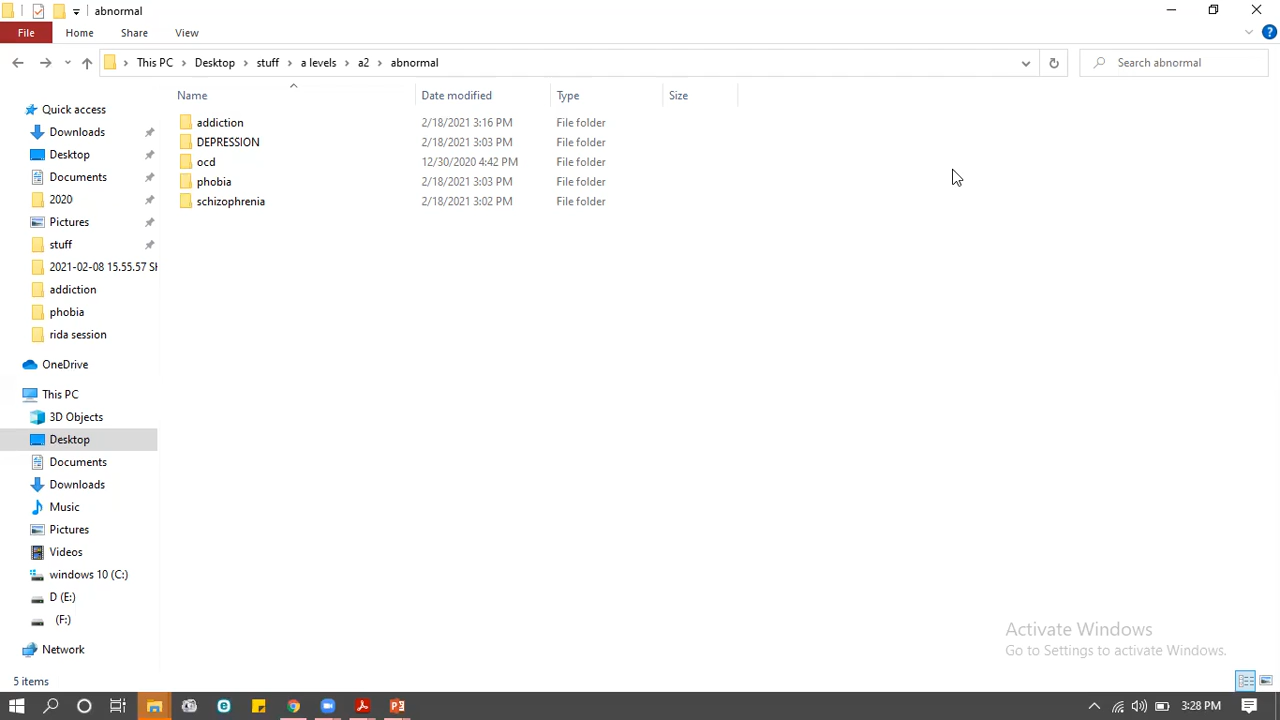 abnormal
File Home Share View
This PC Desktop stuff a levels a2 abnormal Search abnormal
Name Date modified Type Size
addiction 2/18/2021 3:16 PM File folder
DEPRESSION 2/18/2021 3:03 PM File folder
ocd 12/30/2020 4:42 PM File folder
phobia 2/18/2021 3:03 PM File folder
schizophrenia 2/18/2021 3:02 PM File folder
Quick access
Downloads
Desktop
Documents
2020
Pictures
stuff
2021-02-08 15.55.57
addiction
phobia
rida session
OneDrive
This PC
3D Objects
Desktop
Documents
Downloads
Music
Pictures
Videos
windows 10 (C:)
D (E:)
(F:)
Network
Activate Windows
Go to Settings to activate Windows.
5 items
3:28 PM